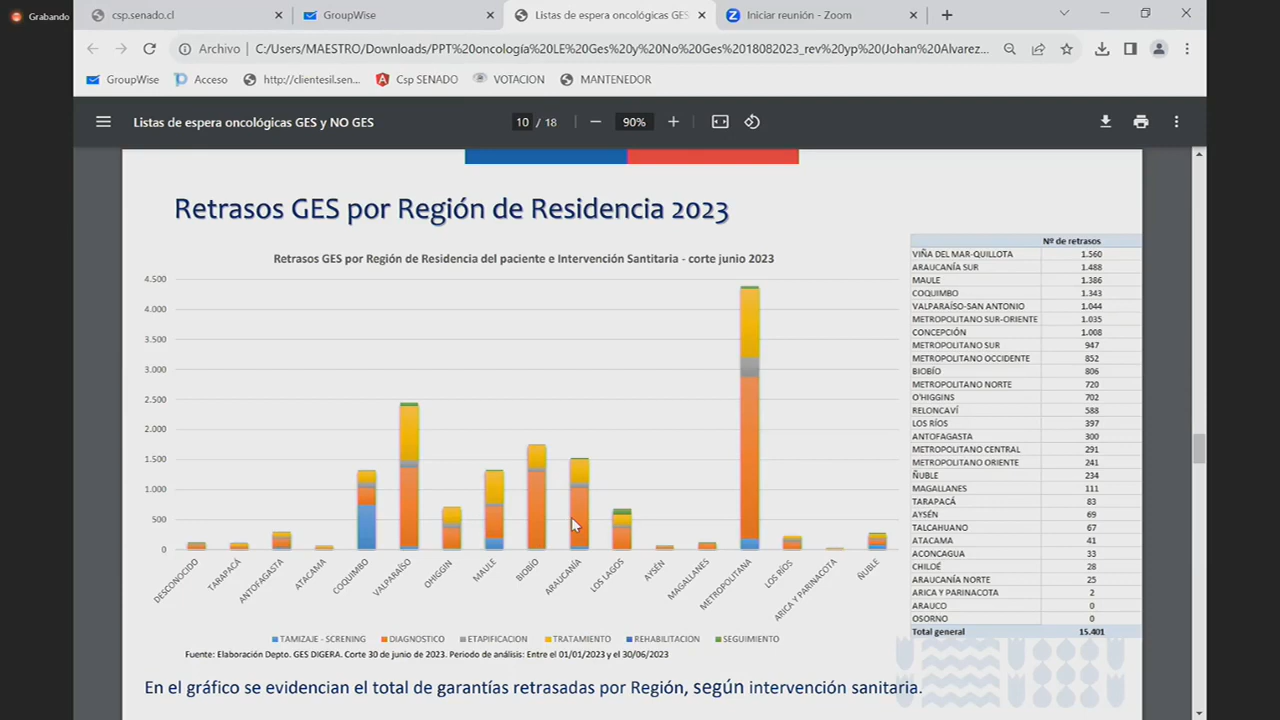 Grabando
csp.senado.cl
GroupWise
Listas de espera oncológicas GES
Iniciar reunión - Zoom
Archivo
C:/Users/MAESTRO/Downloads/PPT%20oncología%20LE%20Ges%20y%20No%20Ges%2018082023_rev%20yp%20(Johan%20Alvarez...
GroupWise
Acceso
http://clientesil.sen...
Csp SENADO
VOTACION
MANTENEDOR
Listas de espera oncológicas GES y NO GES
10 / 18
90%
Retrasos GES por Región de Residencia 2023
Retrasos GES por Región de Residencia del paciente e Intervención Santitaria - corte junio 2023
4.500
4.000
3.500
3.000
2.500
2.000
1.500
1.000
500
0
DESCONOCIDO
TARAPACÁ
ANTOFAGASTA
ATACAMA
COQUIMBO
VALPARAÍSO
OHIGGIN
MAULE
BIOBÍO
ARAUCANÍA
LOS LAGOS
AYSÉN
MAGALLANES
METROPOLITANA
LOS RÍOS
ARICA Y PARINACOTA
ÑUBLE
TAMIZAJE - SCRENING
DIAGNOSTICO
ETAPIFICACION
TRATAMIENTO
REHABILITACION
SEGUIMIENTO
Fuente: Elaboración Depto. GES DIGERA. Corte 30 de junio de 2023. Periodo de análisis: Entre el 01/01/2023 y el 30/06/2023
En el gráfico se evidencian el total de garantías retrasadas por Región, según intervención sanitaria.
Nº de retrasos
VIÑA DEL MAR-QUILLOTA 1.560
ARAUCANÍA SUR 1.488
MAULE 1.386
COQUIMBO 1.343
VALPARAÍSO-SAN ANTONIO 1.044
METROPOLITANO SUR-ORIENTE 1.035
CONCEPCIÓN 1.008
METROPOLITANO SUR 947
METROPOLITANO OCCIDENTE 852
BIOBÍO 806
METROPOLITANO NORTE 720
O'HIGGINS 702
RELONCAVÍ 588
LOS RÍOS 397
ANTOFAGASTA 300
METROPOLITANO CENTRAL 291
METROPOLITANO ORIENTE 241
ÑUBLE 234
MAGALLANES 111
TARAPACÁ 83
AYSÉN 69
TALCAHUANO 67
ATACAMA 41
ACONCAGUA 33
CHILOÉ 28
ARAUCANÍA NORTE 25
ARICA Y PARINACOTA 2
ARAUCO 0
OSORNO 0
Total general 15.401